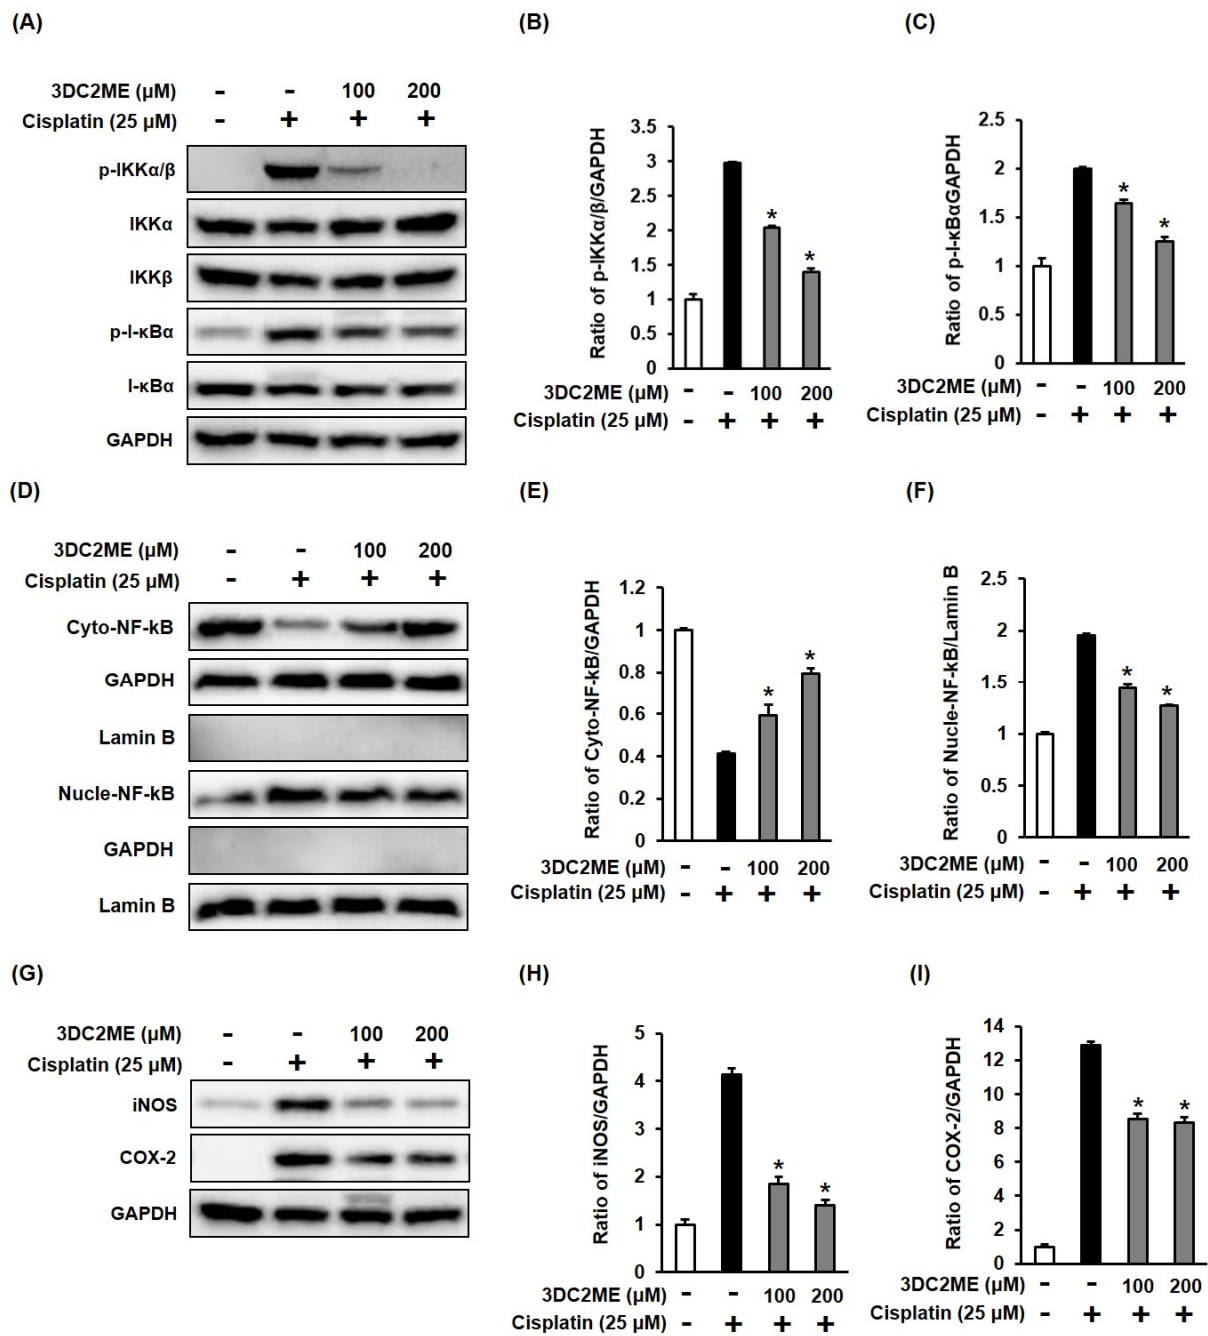 (A)
3DC2ME (μM) - - 100 200
Cisplatin (25 μM) - + + +
p-IKKα/β
IKKα
IKKβ
p-I-κBα
I-κBα
GAPDH
(B)
Ratio of p-IKKα/β/GAPDH
3.5
3
2.5
2
1.5
1
0.5
0
* *
3DC2ME (μM) - - 100 200
Cisplatin (25 μM) - + + +
(C)
Ratio of p-I-κBαGAPDH
2.5
2
1.5
1
0.5
0
* *
3DC2ME (μM) - - 100 200
Cisplatin (25 μM) - + + +
(D)
3DC2ME (μM) - - 100 200
Cisplatin (25 μM) - + + +
Cyto-NF-kB
GAPDH
Lamin B
Nucle-NF-kB
GAPDH
Lamin B
(E)
Ratio of Cyto-NF-kB/GAPDH
1.2
1
0.8
0.6
0.4
0.2
0
* *
3DC2ME (μM) - - 100 200
Cisplatin (25 μM) - + + +
(F)
Ratio of Nucle-NF-kB/Lamin B
2.5
2
1.5
1
0.5
0
* *
3DC2ME (μM) - - 100 200
Cisplatin (25 μM) - + + +
(G)
3DC2ME (μM) - - 100 200
Cisplatin (25 μM) - + + +
iNOS
COX-2
GAPDH
(H)
Ratio of iNOS/GAPDH
5
4
3
2
1
0
* *
3DC2ME (μM) - - 100 200
Cisplatin (25 μM) - + + +
(I)
Ratio of COX-2/GAPDH
14
12
10
8
6
4
2
0
* *
3DC2ME (μM) - - 100 200
Cisplatin (25 μM) - + + +